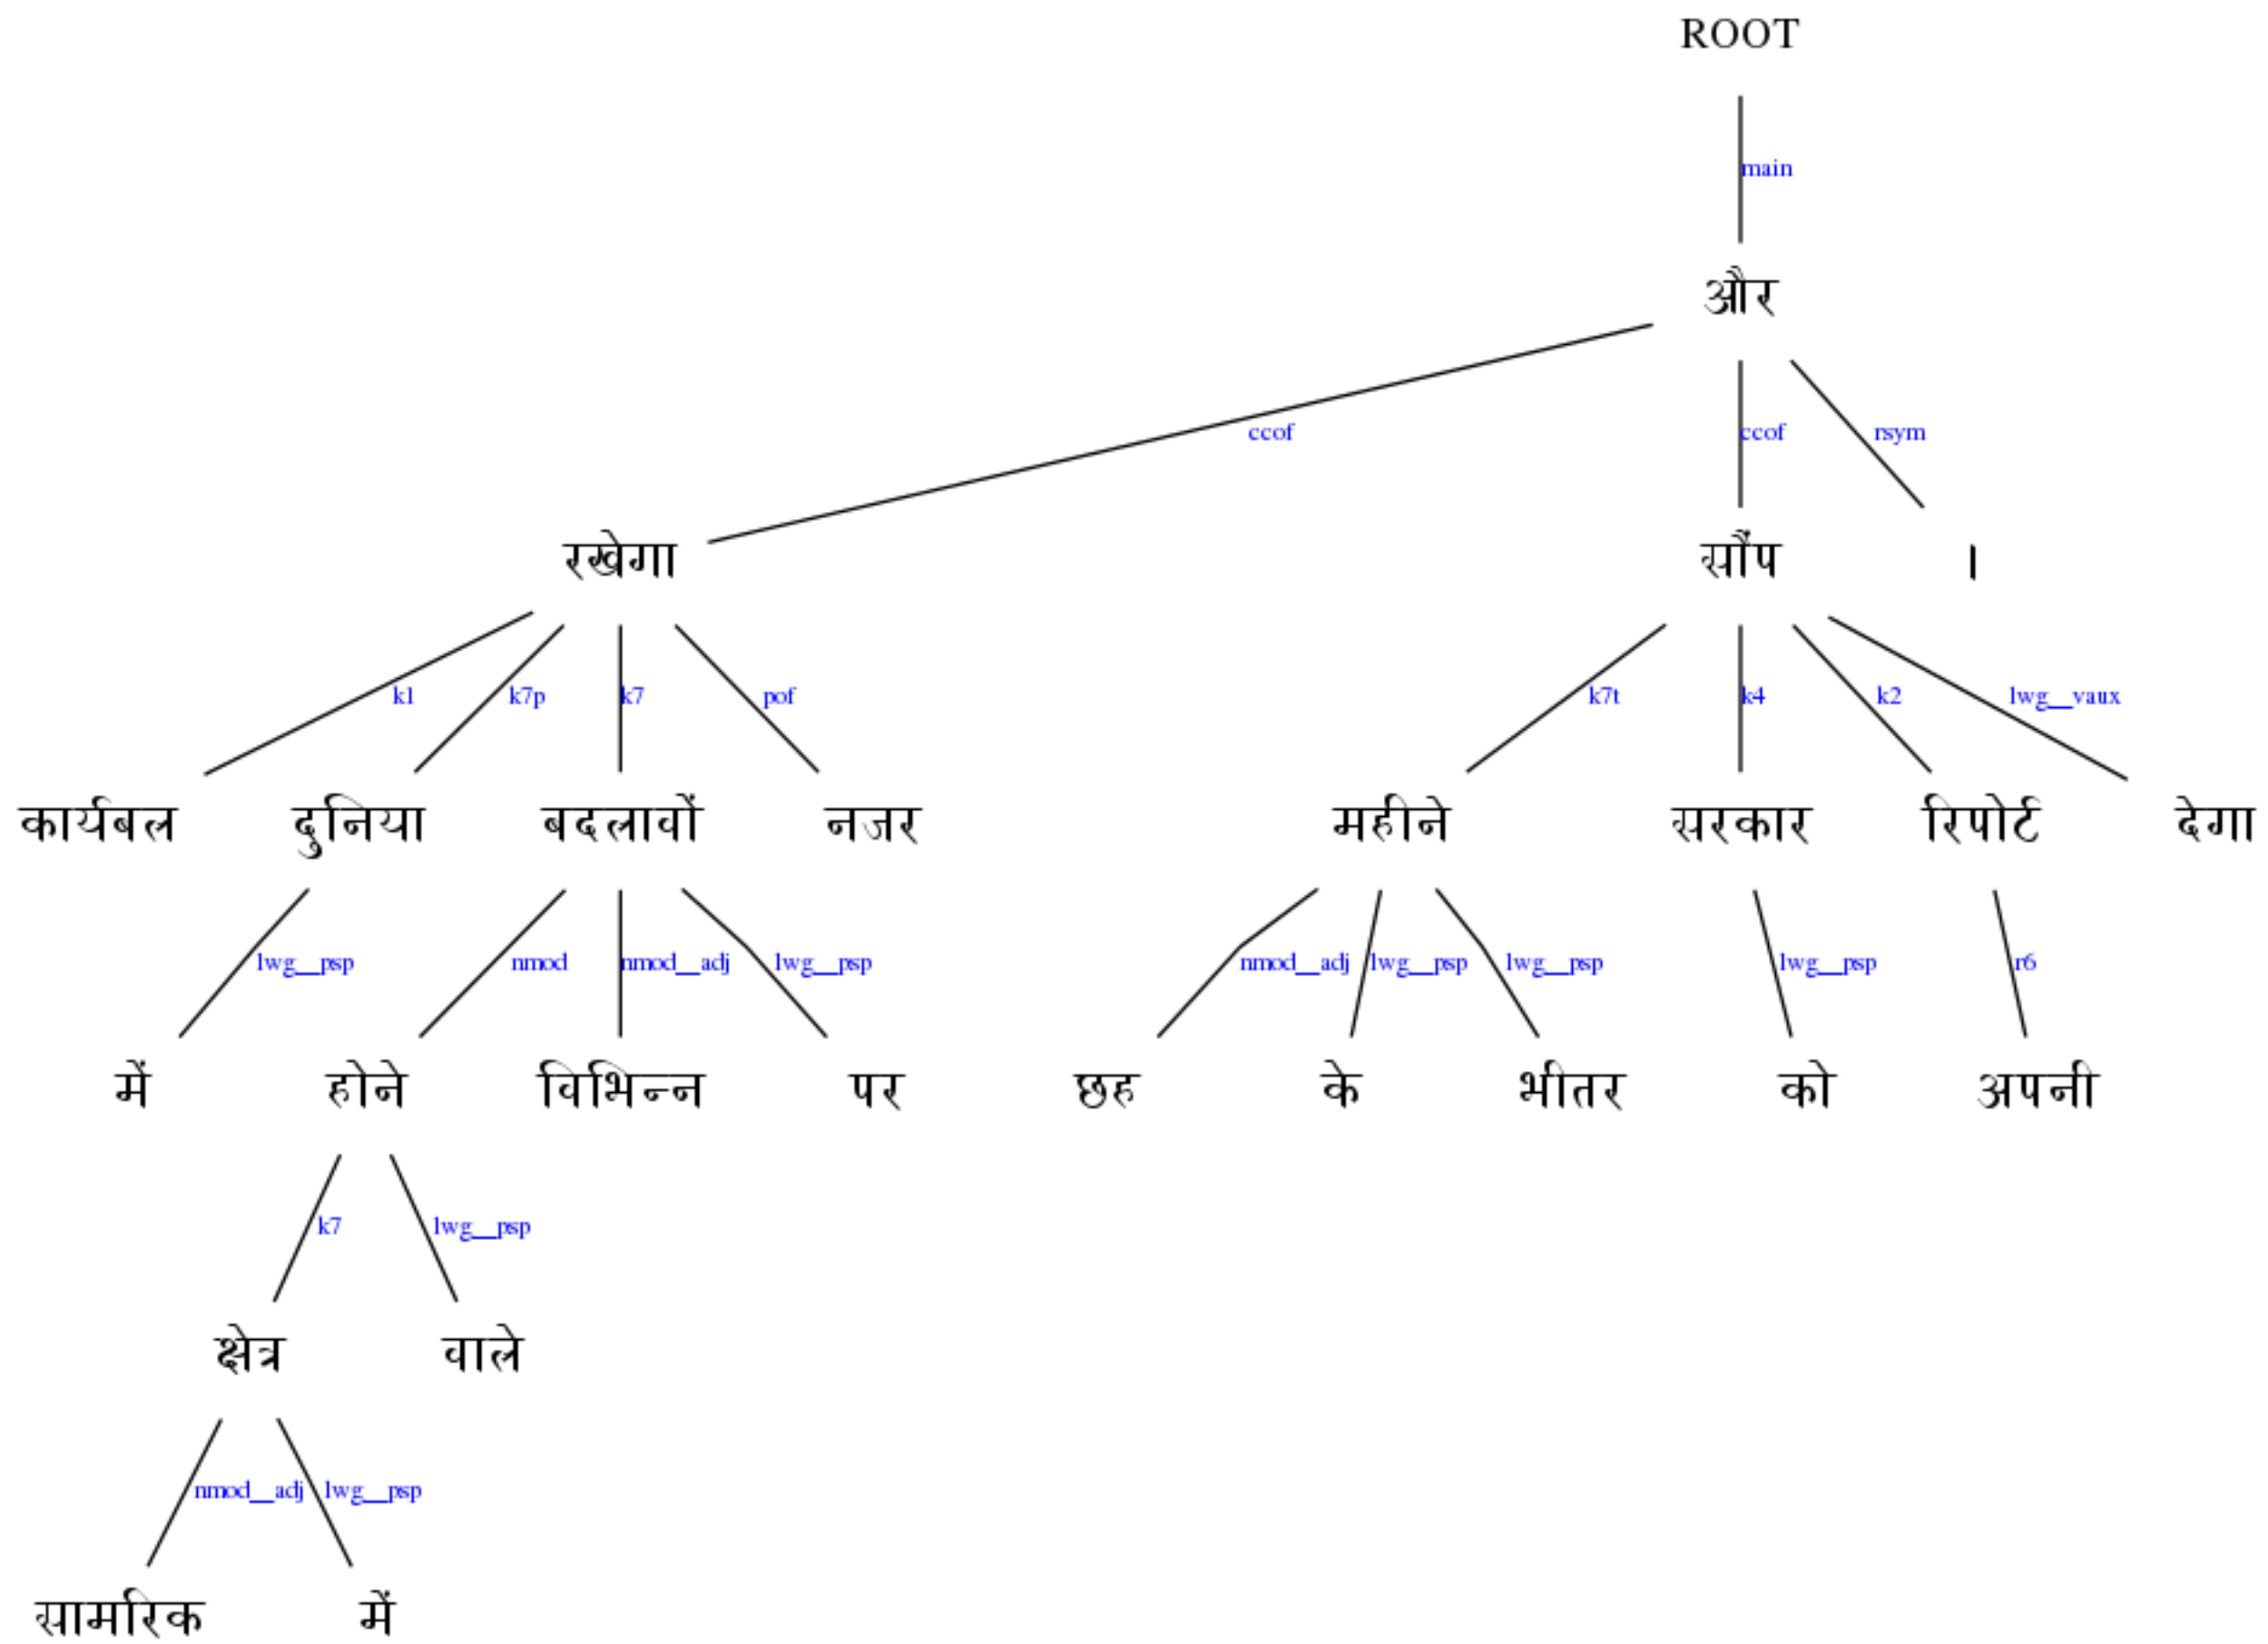 ROOT
main
और
ccof ccof rsym
रखेगा सौंप ।
k1 k7p k7 pof k7t k4 k2 lwg__vaux
कार्यबल दुनिया बदलावों नजर महीने सरकार रिपोर्ट देगा
lwg__psp nmod nmod__adj lwg__psp nmod__adj lwg__psp lwg__psp lwg__psp r6
में होने विभिन्न पर छह के भीतर को अपनी
k7 lwg__psp
क्षेत्र वाले
nmod__adj lwg__psp
सामरिक में